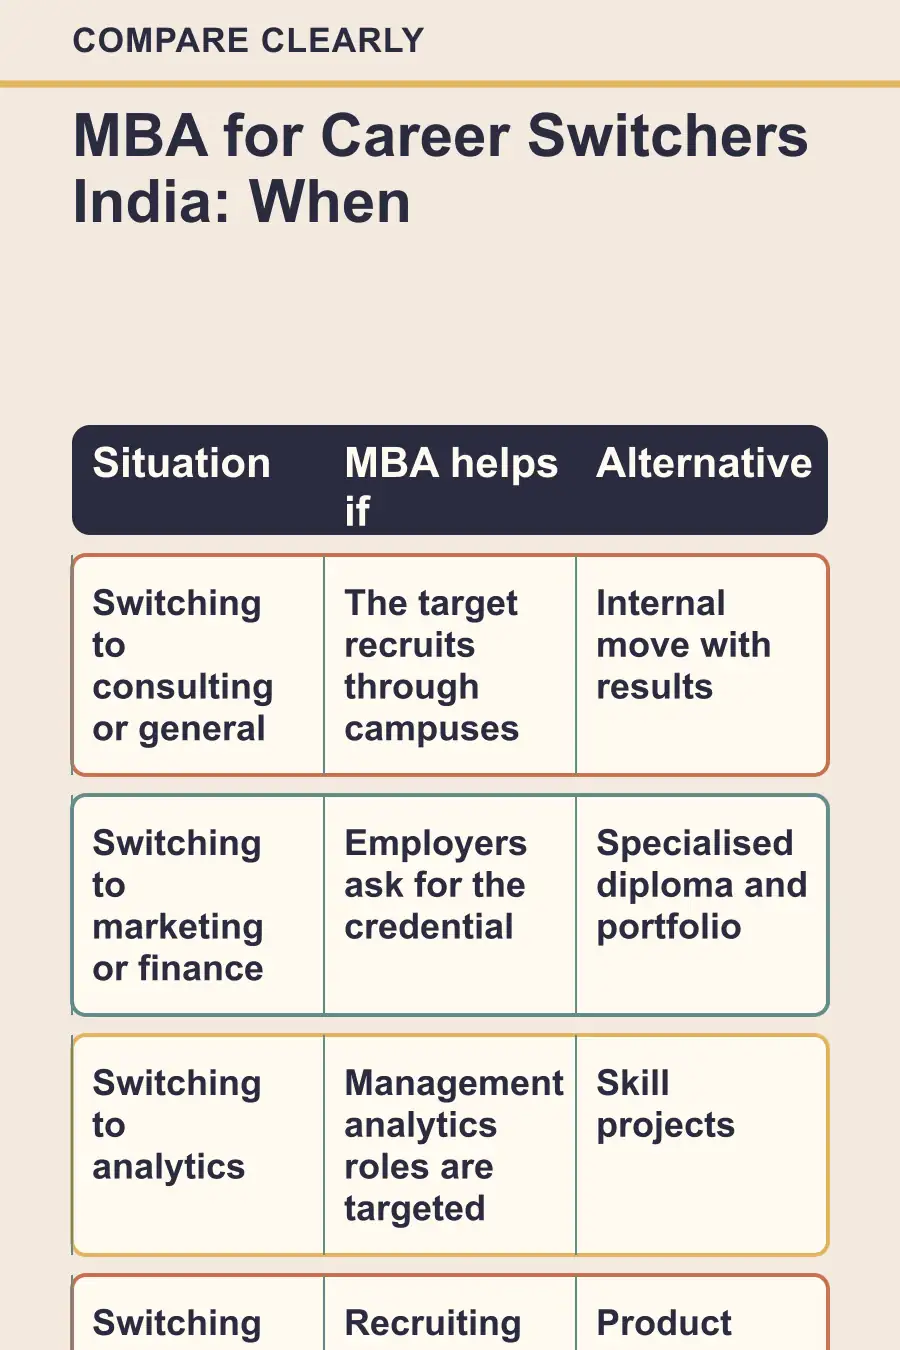 COMPARE CLEARLY
MBA for Career Switchers
India: When
Situation
MBA helps
if
Alternative
Switching
to
consulting
or general
The target
recruits
through
campuses
Internal
move with
results
Switching
to
marketing
or finance
Employers
ask for the
credential
Specialised
diploma and
portfolio
Switching
to
analytics
Management
analytics
roles are
targeted
Skill
projects
Switching
Recruiting
Product